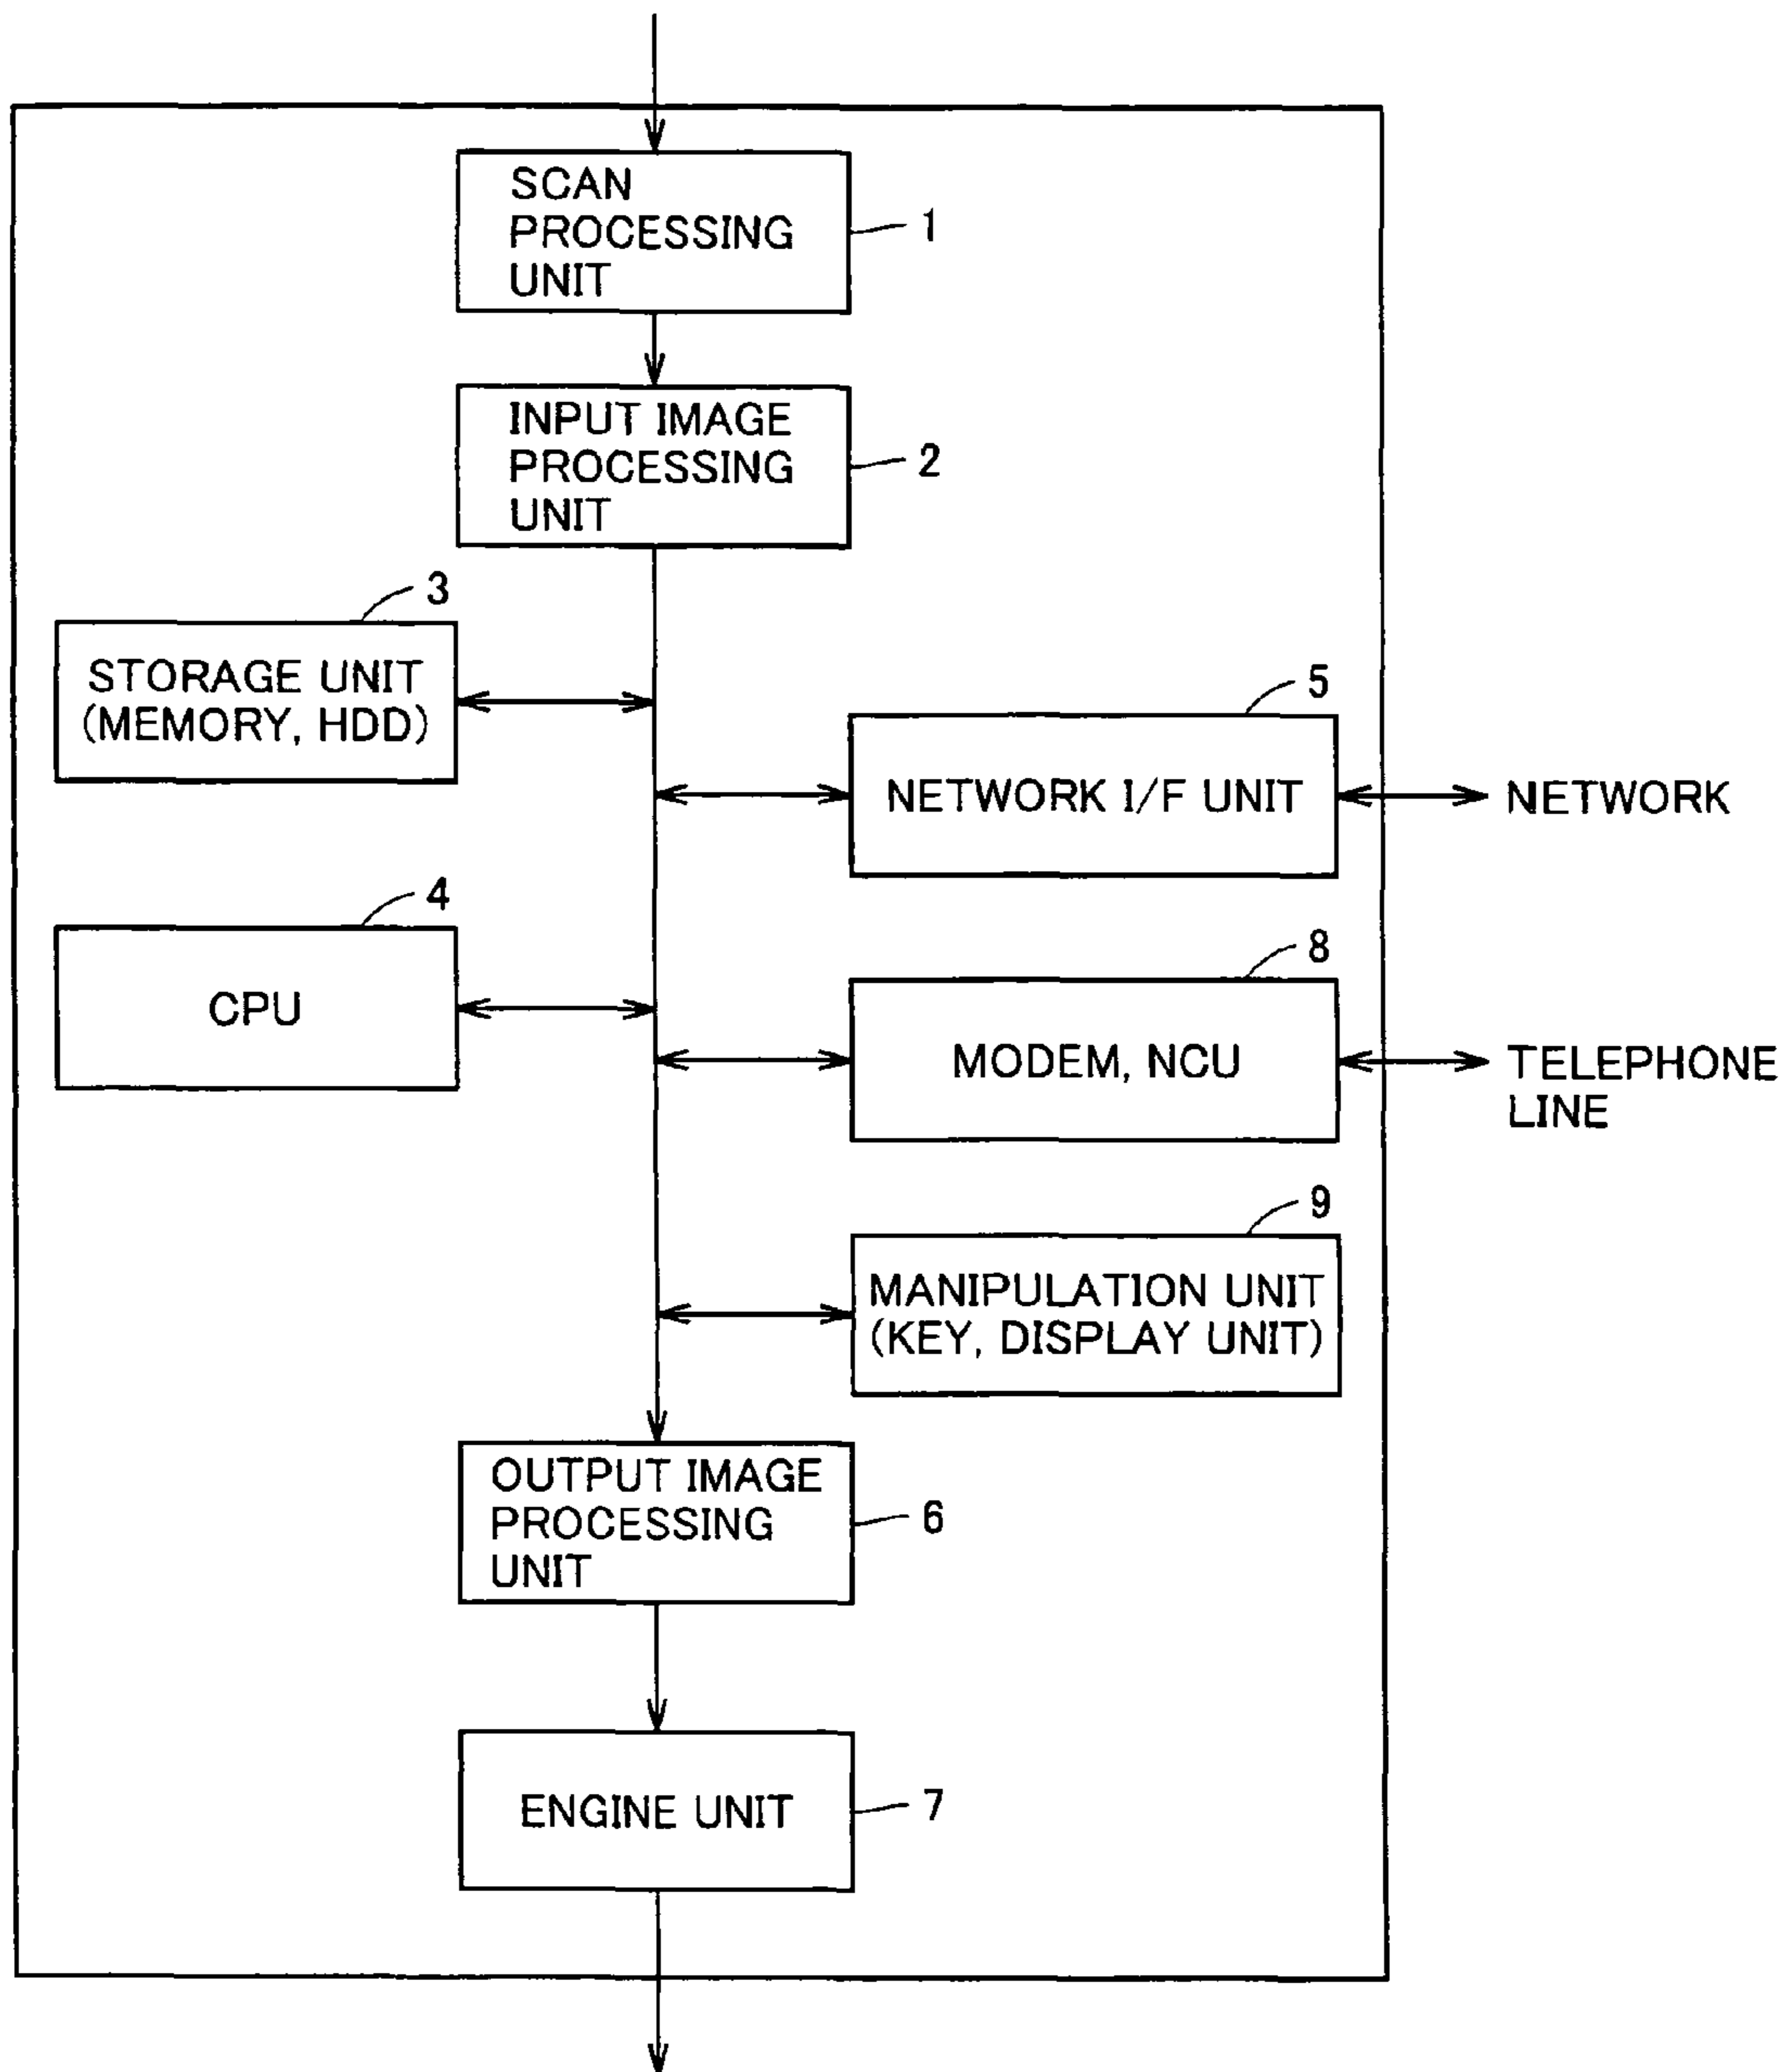 SCAN
PROCESSING
UNIT
1
INPUT IMAGE
PROCESSING
UNIT
2
3
STORAGE UNIT
(MEMORY, HDD)
5
NETWORK I/F UNIT
NETWORK
4
CPU
8
MODEM, NCU
TELEPHONE
LINE
9
MANIPULATION UNIT
(KEY, DISPLAY UNIT)
OUTPUT IMAGE
PROCESSING
UNIT
6
ENGINE UNIT
7